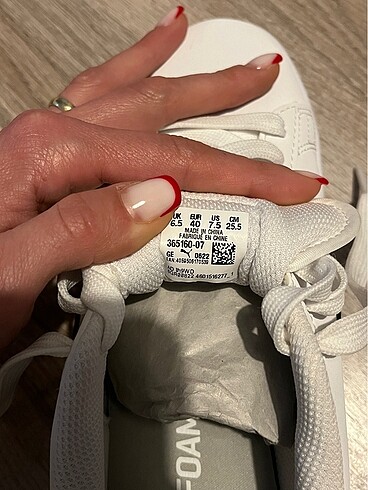 UK EUR US CM
6.5 40 7.5 25.5
MADE IN CHINA
FABRIQUÉ EN CHINE
365160-07
GE 0622
FOAM